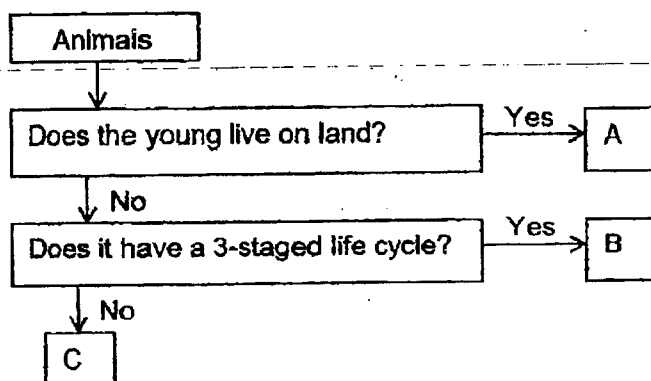 Animals
Does the young live on land?
Yes
A
No
Does it have a 3-staged life cycle?
Yes
B
No
C